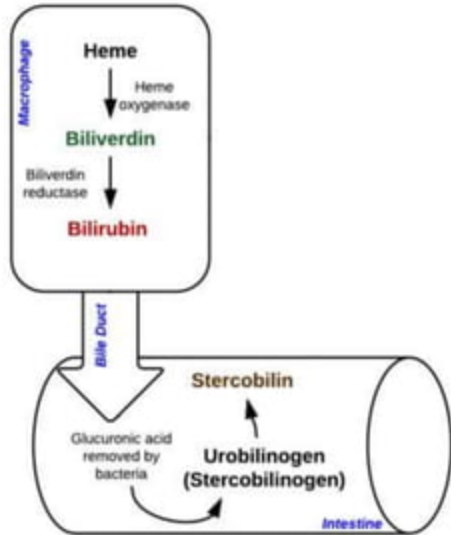 Macrophage
Heme
Heme
oxygenase
Biliverdin
Biliverdin
reductase
Bilirubin
Bile Duct
Stercobilin
Glucuronic acid
removed by
bacteria
Urobilinogen
(Stercobilinogen)
Intestine